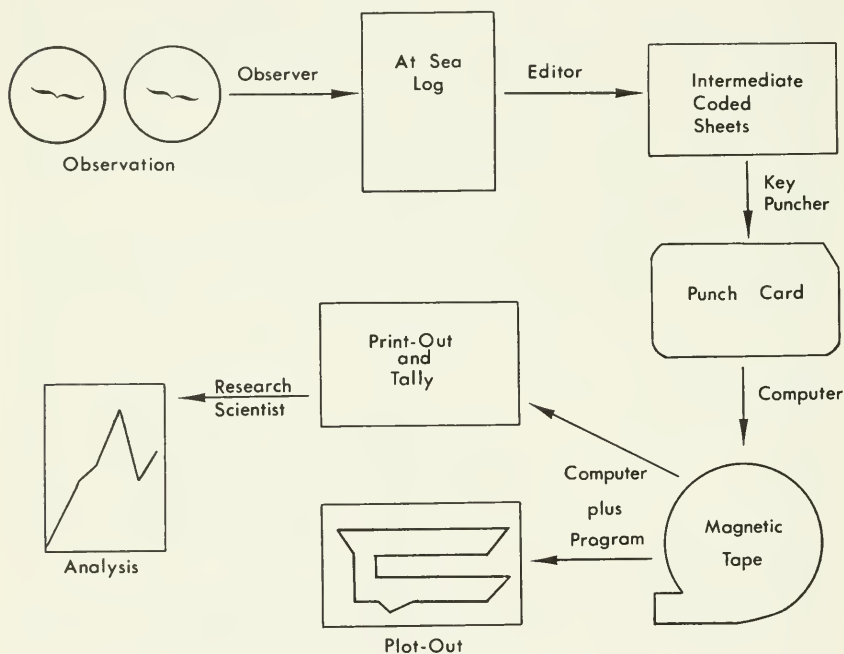 Observation
Observer
At Sea
Log
Editor
Intermediate
Coded
Sheets
Key
Puncher
Punch Card
Computer
Magnetic
Tape
Computer
plus
Program
Print-Out
and
Tally
Research
Scientist
Analysis
Plot-Out